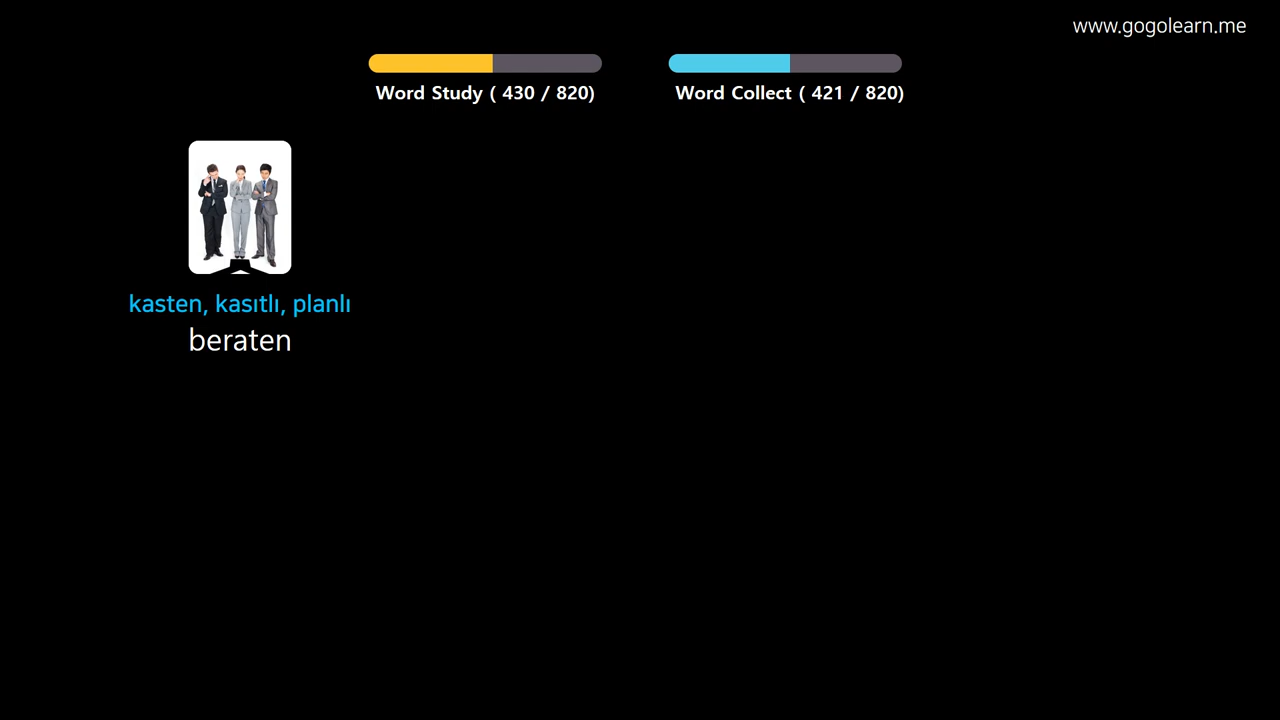 www.gogolearn.me
Word Study ( 430 / 820)
Word Collect ( 421 / 820)
kasten, kasıtlı, planlı
beraten